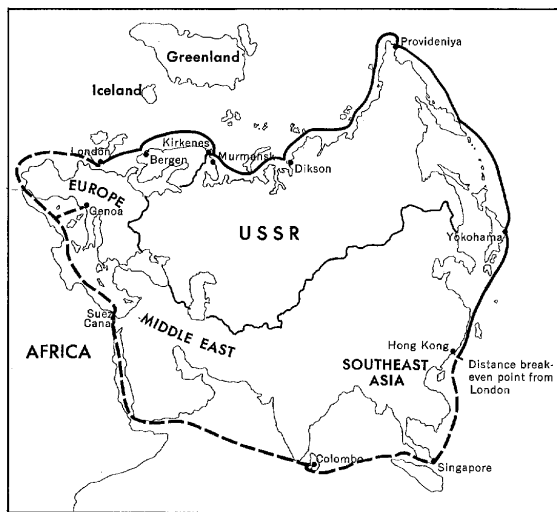 Greenland
Iceland
Provideniya
Kirkenes
London
Bergen
Murmansk
Dikson
EUROPE
Genoa
USSR
Yokohama
Suez
Canal
MIDDLE EAST
AFRICA
Hong Kong
SOUTHEAST
ASIA
Distance break-
even point from
London
Colombo
Singapore